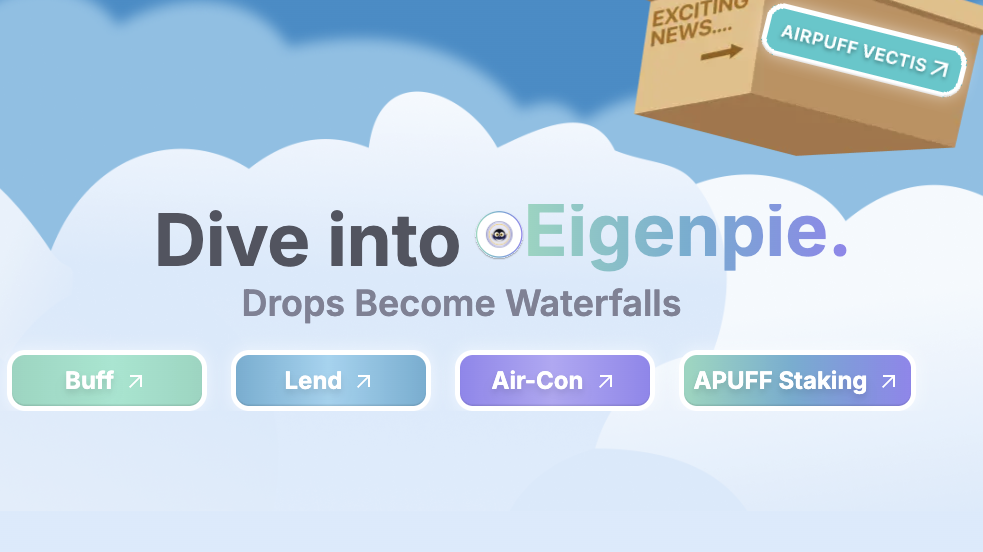 EXCITING
NEWS....
AIRPUFF VECTIS
Dive into Eigenpie.
Drops Become Waterfalls
Buff
Lend
Air-Con
APUFF Staking